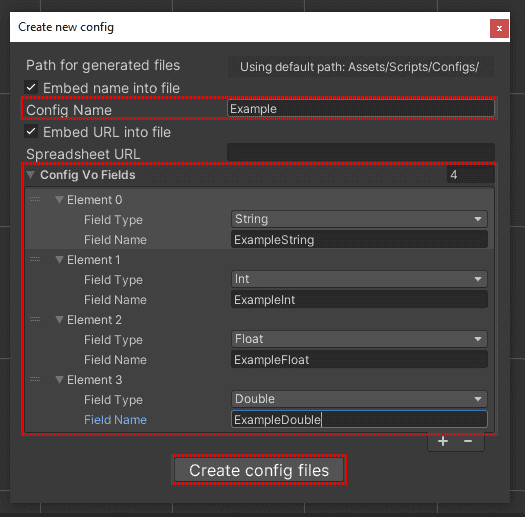 Create new config
x
Path for generated files Using default path: Assets/Scripts/Configs/
Embed name into file
Config Name Example
Embed URL into file
Spreadsheet URL
Config Vo Fields 4
Element 0
Field Type String
Field Name ExampleString
Element 1
Field Type Int
Field Name ExampleInt
Element 2
Field Type Float
Field Name ExampleFloat
Element 3
Field Type Double
Field Name ExampleDouble
+ −
Create config files